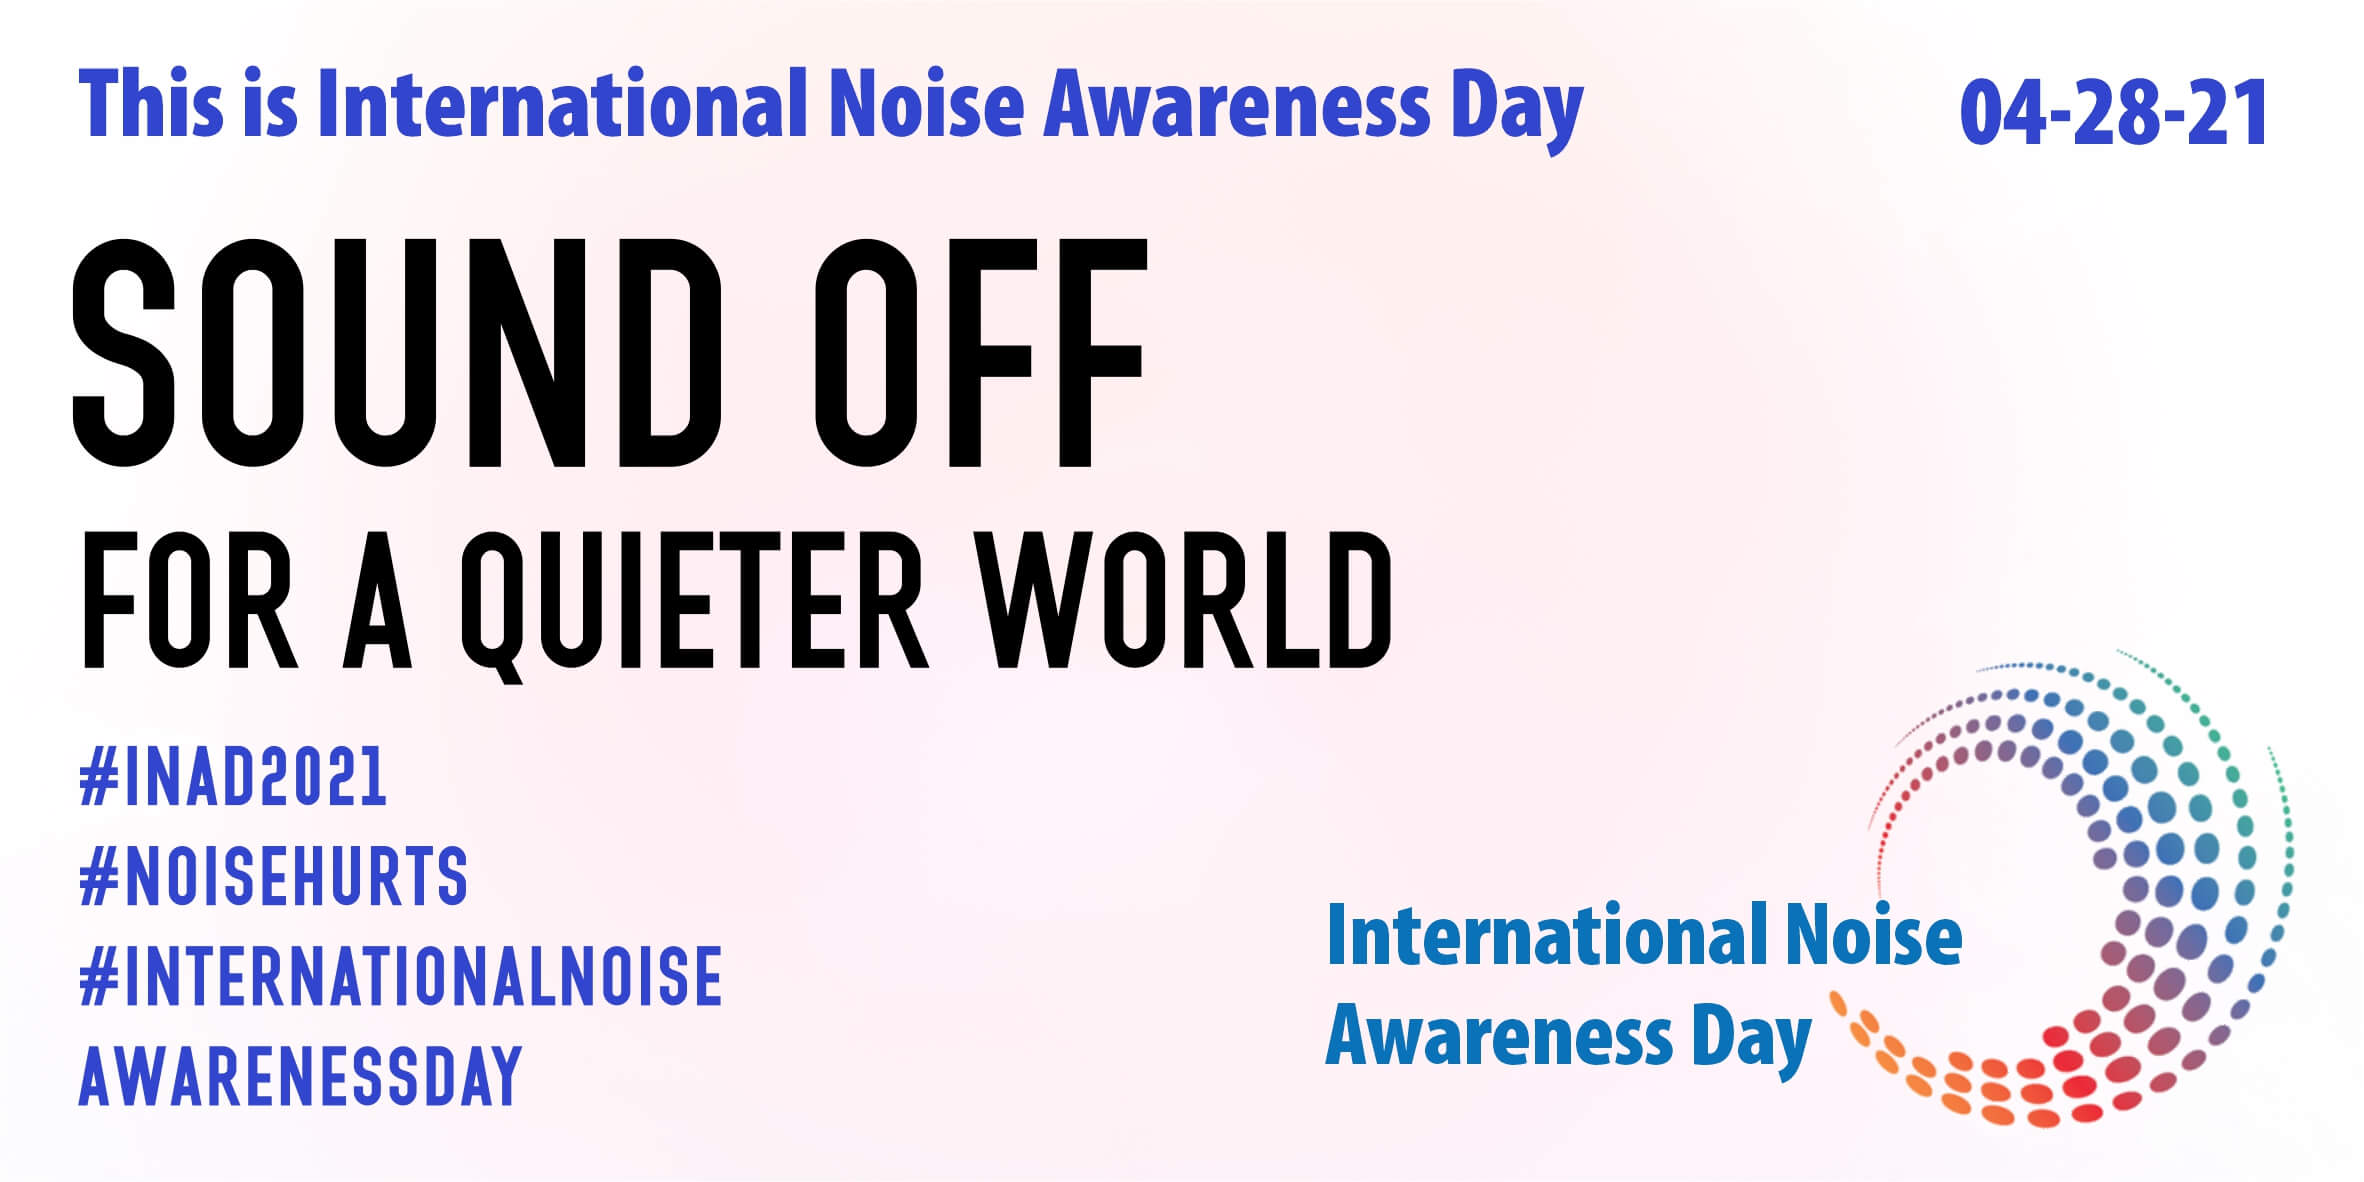 This is International Noise Awareness Day
04-28-21
SOUND OFF
FOR A QUIETER WORLD
#INAD2021
#NOISEHURTS
#INTERNATIONALNOISE
AWARENESSDAY
International Noise
Awareness Day